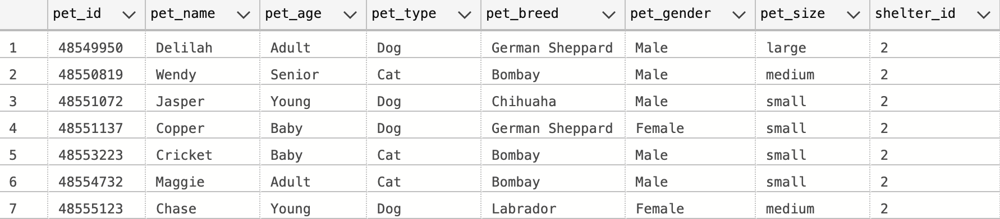 pet_id pet_name pet_age pet_type pet_breed pet_gender pet_size shelter_id
1 48549950 Delilah Adult Dog German Sheppard Male large 2
2 48550819 Wendy Senior Cat Bombay Male medium 2
3 48551072 Jasper Young Dog Chihuaha Male small 2
4 48551137 Copper Baby Dog German Sheppard Female small 2
5 48553223 Cricket Baby Cat Bombay Male small 2
6 48554732 Maggie Adult Cat Bombay Male small 2
7 48555123 Chase Young Dog Labrador Female medium 2